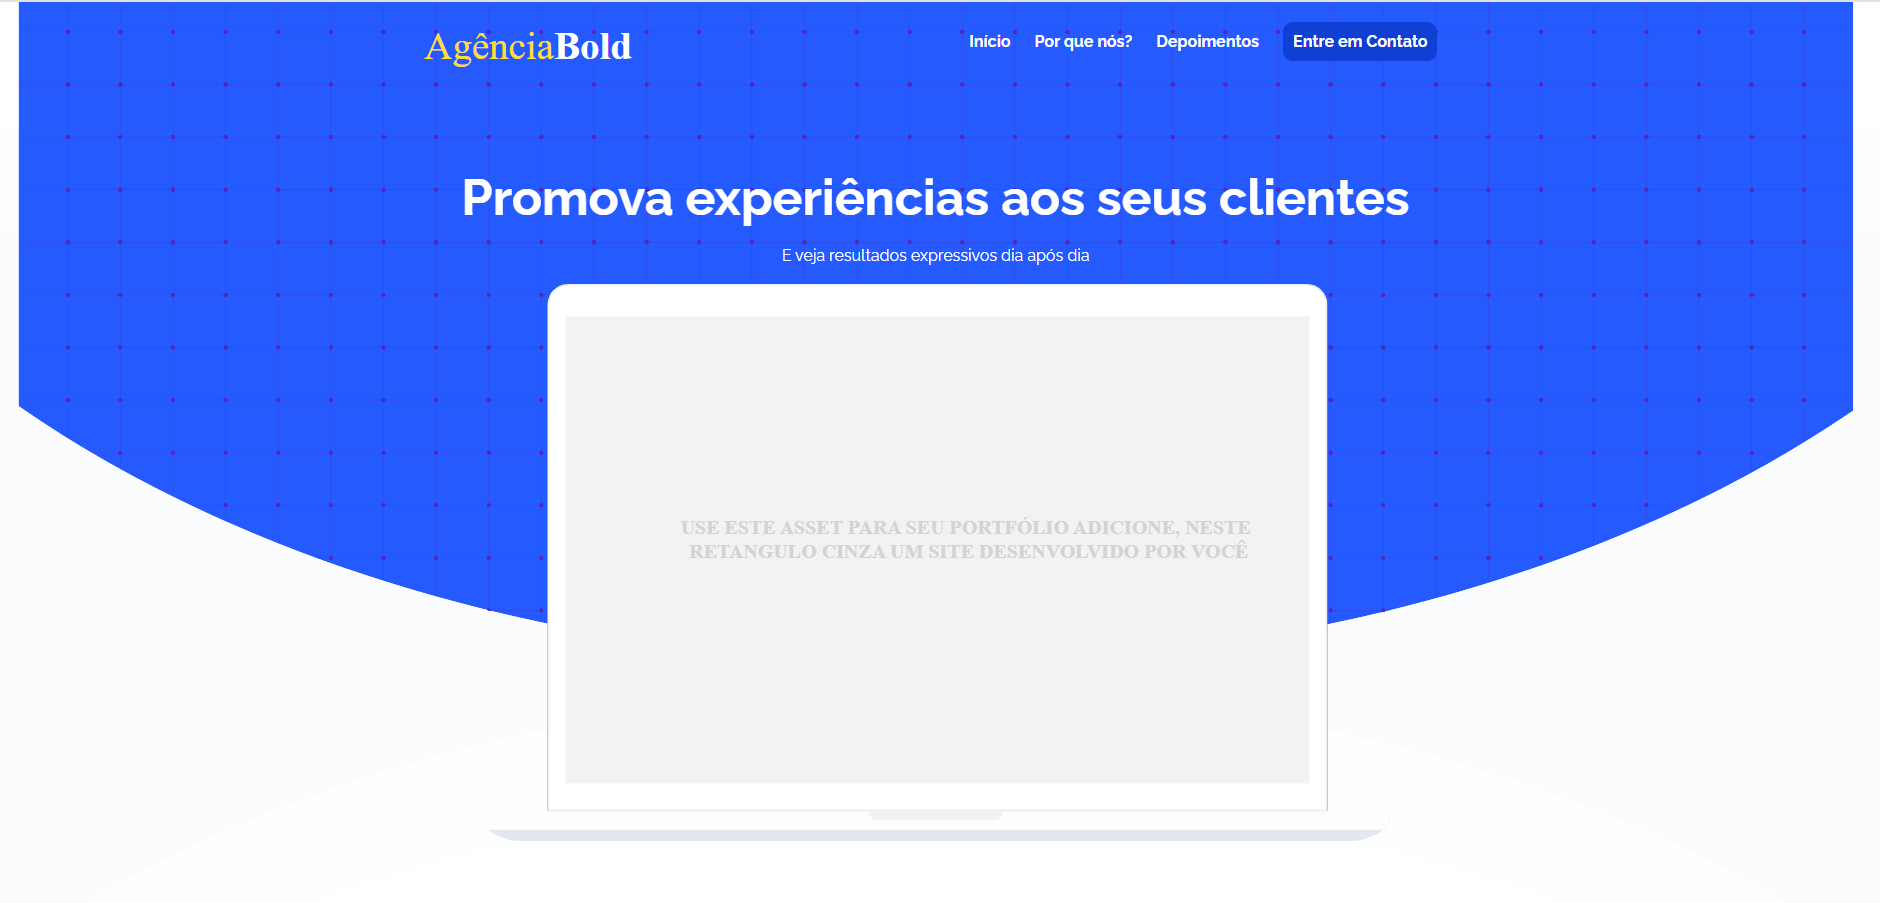 AgênciaBold
Início
Por que nós?
Depoimentos
Entre em Contato
Promova experiências aos seus clientes
E veja resultados expressivos dia após dia
USE ESTE ASSET PARA SEU PORTFÓLIO ADICIONE, NESTE
RETANGULO CINZA UM SITE DESENVOLVIDO POR VOCÊ